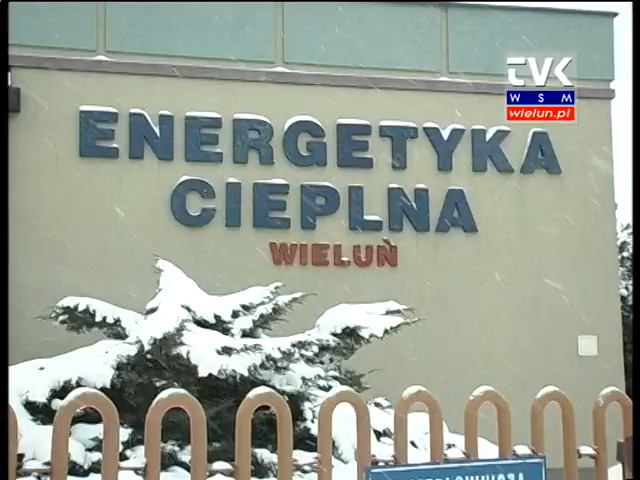 TVK
WSM
wielun.pl
ENERGETYKA
CIEPLNA
WIELUŃ